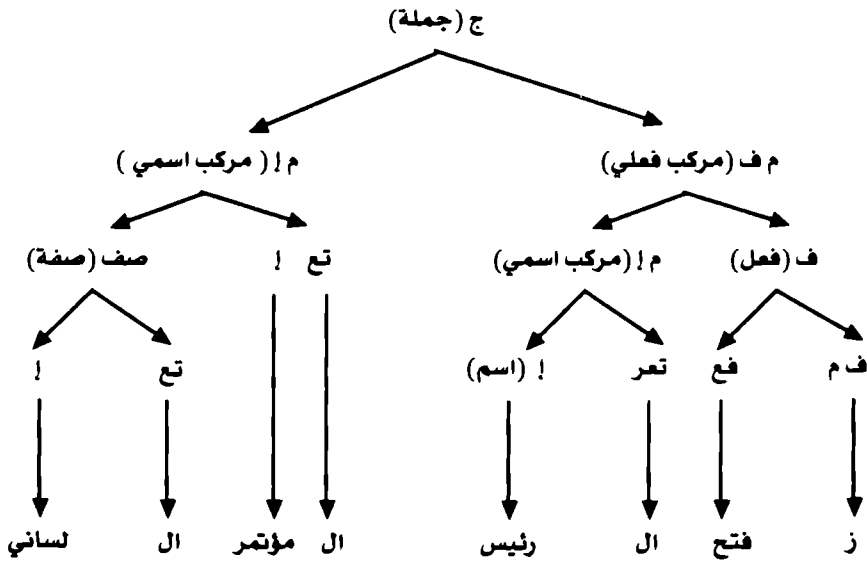 ج (جملة)
م ف (مركب فعلي) م إ ( مركب اسمي )
ف (فعل) م إ (مركب اسمي) تع إ صف (صفة)
ف م فع تعر إ (اسم) تع إ
ز فتح ال رئيس ال مؤتمر ال لساني